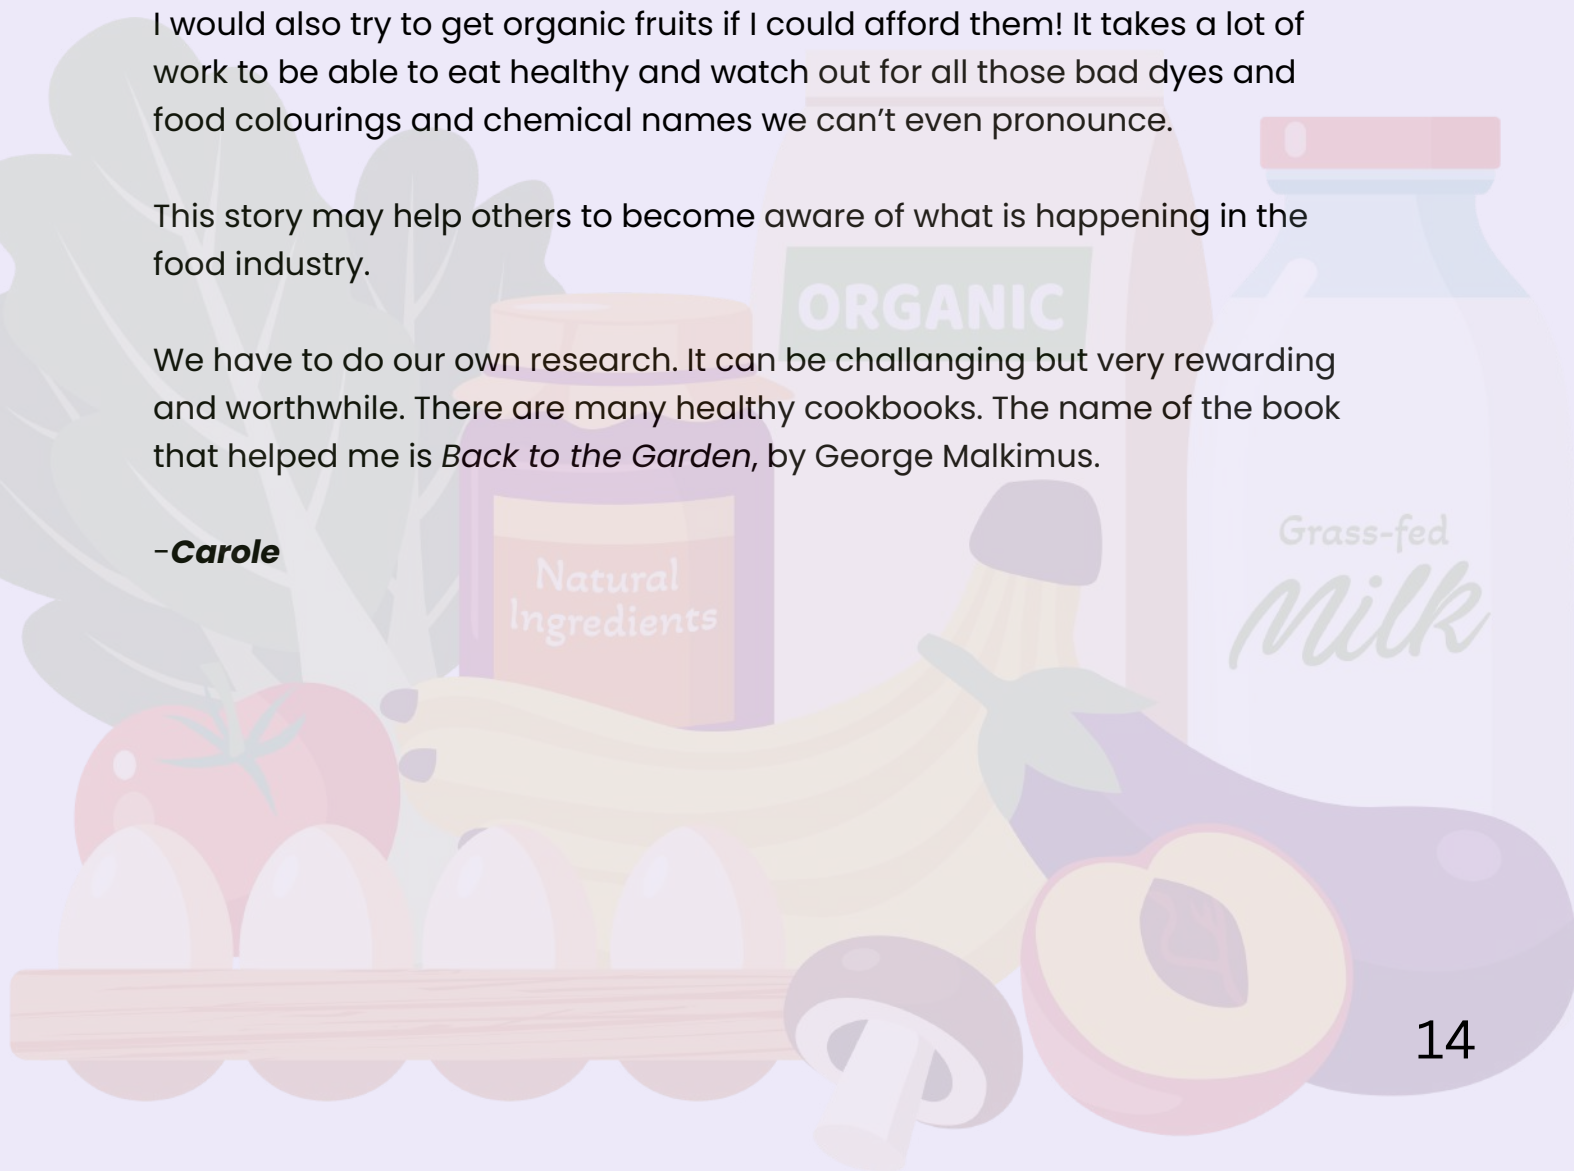 I would also try to get organic fruits if I could afford them! It takes a lot of
work to be able to eat healthy and watch out for all those bad dyes and
food colourings and chemical names we can't even pronounce.
This story may help others to become aware of what is happening in the
food industry.
ORGANIC
We have to do our own research. It can be challanging but very rewarding
and worthwhile. There are many healthy cookbooks. The name of the book
that helped me is Back to the Garden, by George Malkimus.
-Carole
Grass-fed
Milk
Natural
Ingredients
14